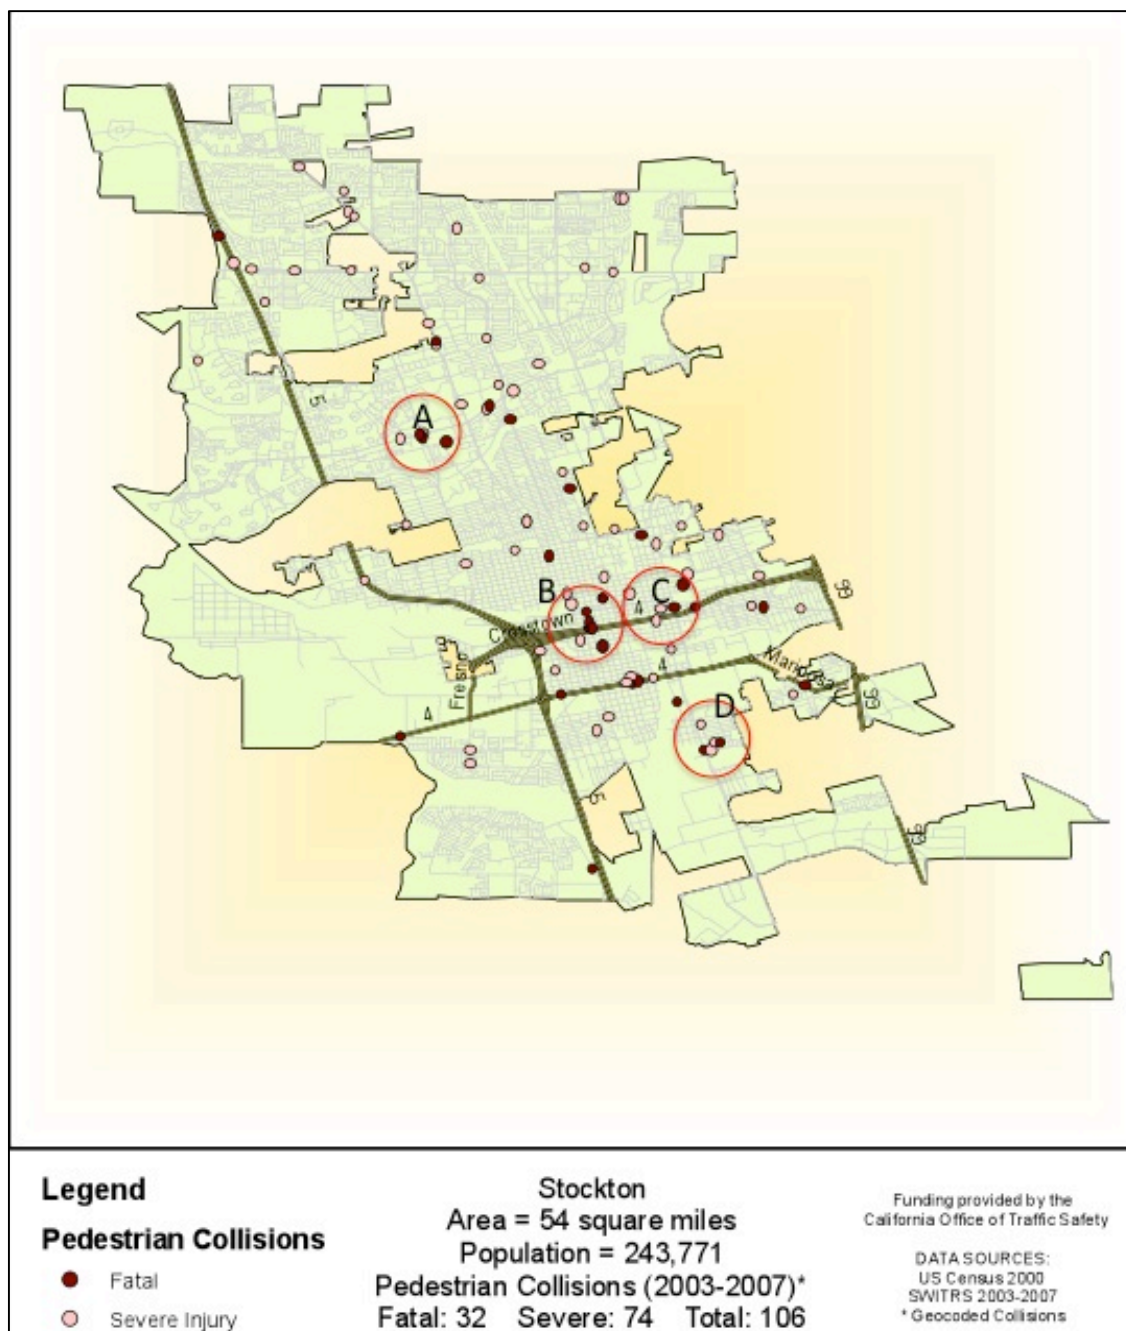 5
A
B
C
4
Crosstown
99
Fresno
4
Mariposa
99
4
D
5
99
Legend
Pedestrian Collisions
Fatal
Severe Injury
Stockton
Area = 54 square miles
Population = 243,771
Pedestrian Collisions (2003-2007)*
Fatal: 32 Severe: 74 Total: 106
Funding provided by the
California Office of Traffic Safety
DATA SOURCES:
US Census 2000
SWITRS 2003-2007
* Geocoded Collisions